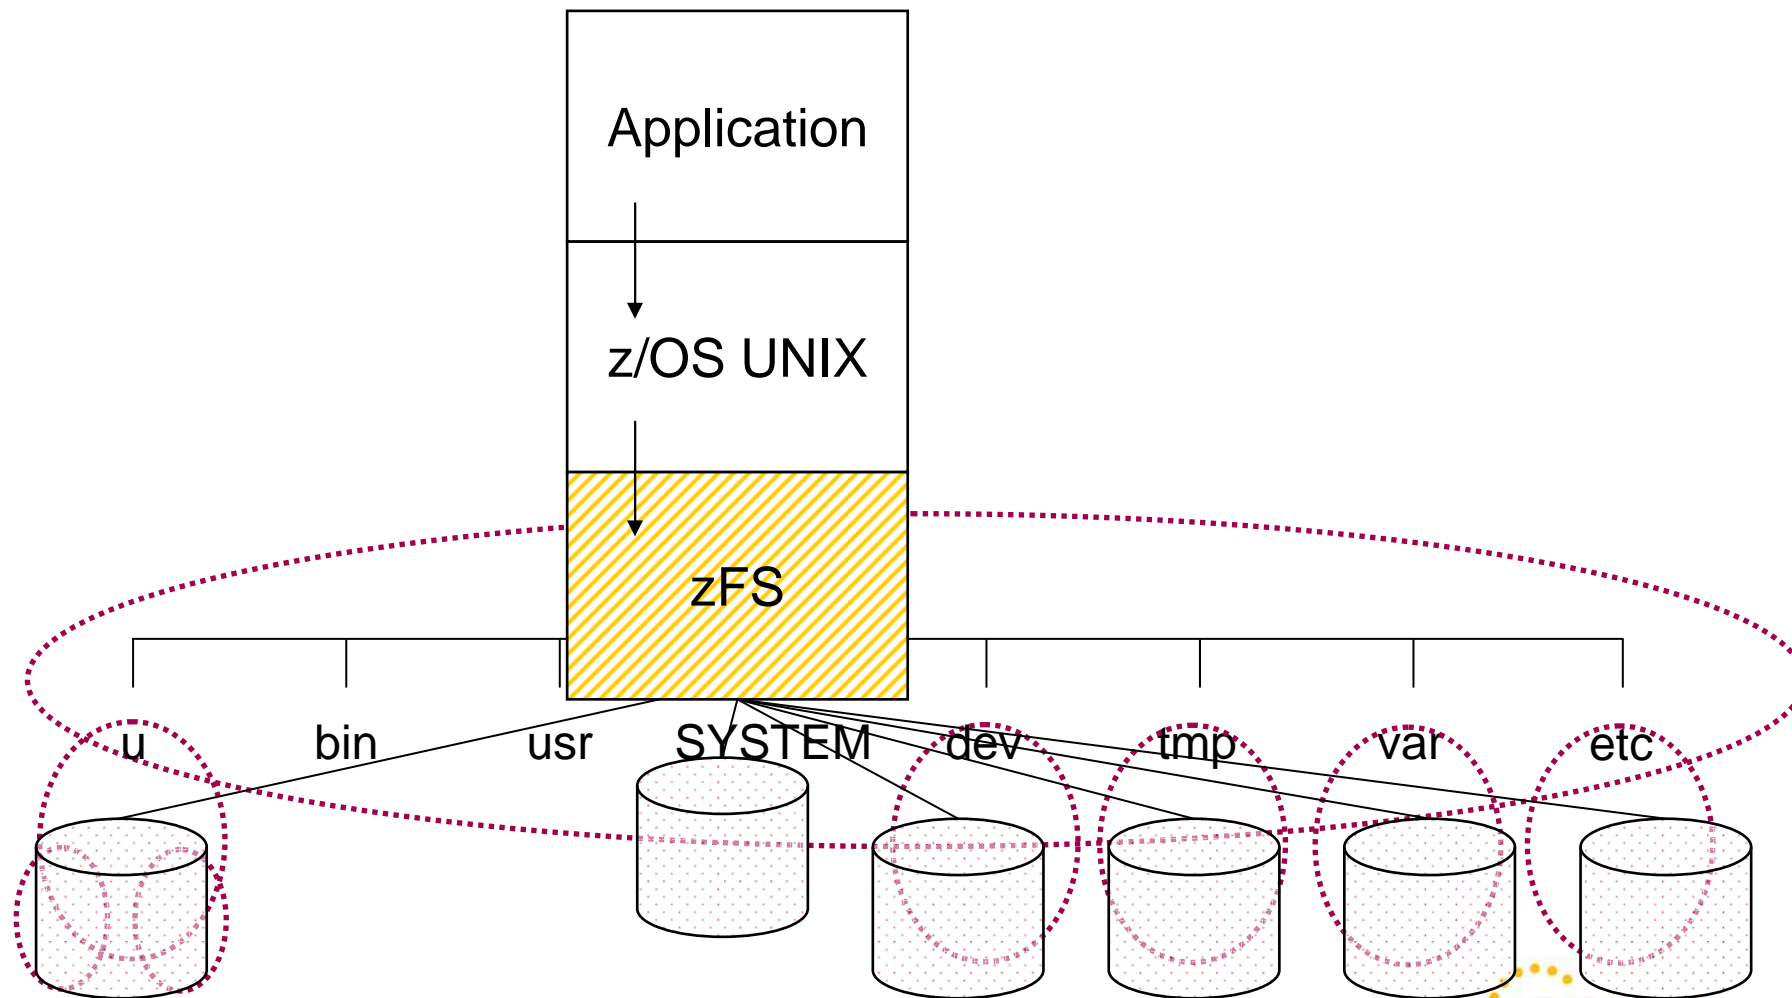 Application
z/OS UNIX
zFS
u bin usr SYSTEM dev tmp var etc